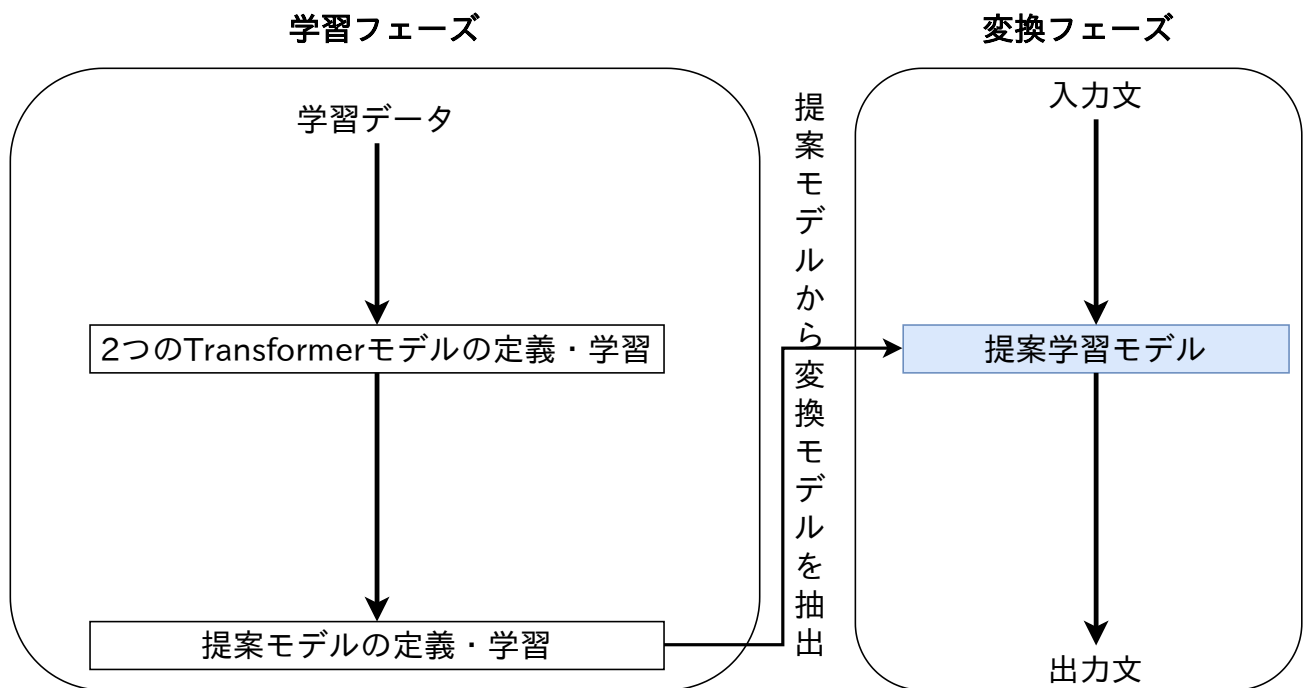 学習フェーズ
学習データ
2つのTransformerモデルの定義・学習
提案モデルの定義・学習
提案モデルから変換モデルを抽出
変換フェーズ
入力文
提案学習モデル
出力文